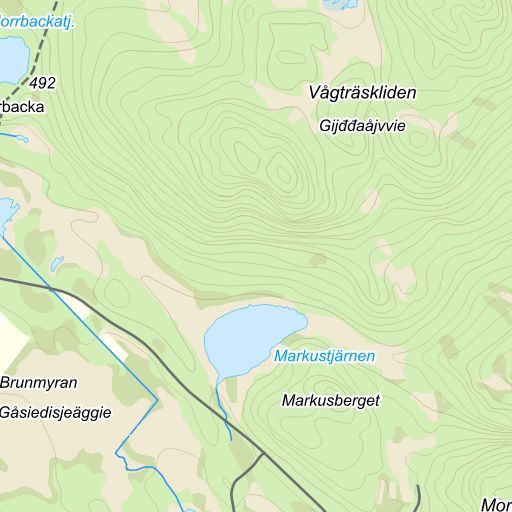 492
Vågträskliden
Gijđđaåjvvie
Markustjärnen
Brunmyran
Markusberget
Gåsiedisjeäggie